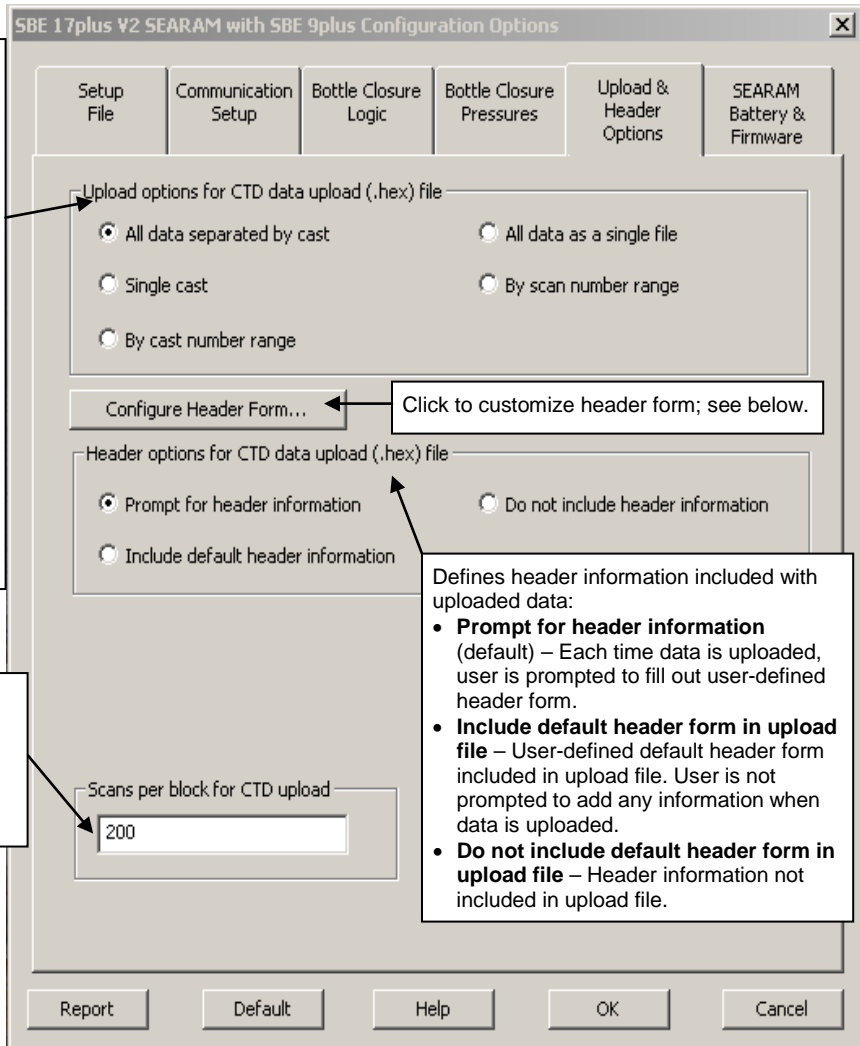 SBE 17plus V2 SEARAM with SBE 9plus Configuration Options
Setup
File
Communication
Setup
Bottle Closure
Logic
Bottle Closure
Pressures
Upload &
Header
Options
SEARAM
Battery &
Firmware
Upload options for CTD data upload (.hex) file
All data separated by cast
All data as a single file
Single cast
By scan number range
By cast number range
Configure Header Form...
Click to customize header form; see below.
Header options for CTD data upload (.hex) file
Prompt for header information
Do not include header information
Include default header information
Defines header information included with
uploaded data:
• Prompt for header information
(default) – Each time data is uploaded,
user is prompted to fill out user-defined
header form.
• Include default header form in upload
file – User-defined default header form
included in upload file. User is not
prompted to add any information when
data is uploaded.
• Do not include default header form in
upload file – Header information not
included in upload file.
Scans per block for CTD upload
200
Report
Default
Help
OK
Cancel